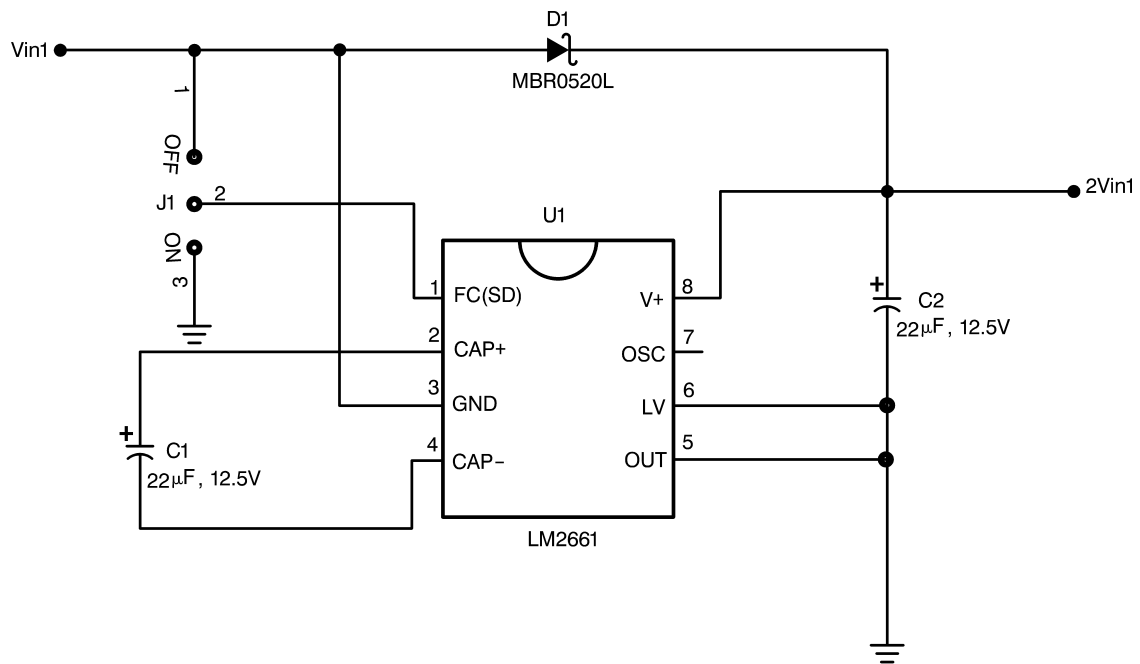 D1
Vin1
MBR0520L
1
OFF
J1
2
2Vin1
ON
3
U1
1
FC(SD)
8
V+
C2
22µF, 12.5V
2
CAP+
7
OSC
3
GND
6
LV
4
CAP−
5
OUT
+
+
C1
22µF, 12.5V
LM2661